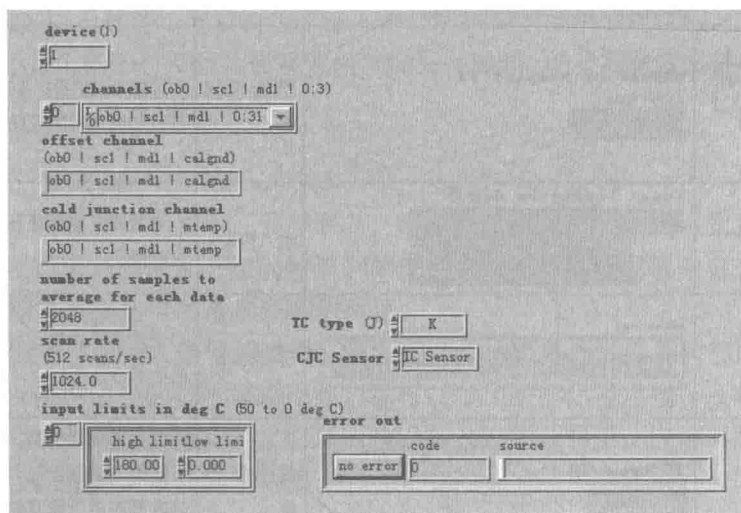 device(1)
1
channels (ob0 ! sc1 ! md1 ! 0:3)
0 ob0 ! sc1 ! md1 ! 0:31
offset channel
(ob0 ! sc1 ! md1 ! calgnd)
ob0 ! sc1 ! md1 ! calgnd
cold junction channel
(ob0 ! sc1 ! md1 ! mtemp)
ob0 ! sc1 ! md1 ! mtemp
number of samples to
average for each data
2048
TC type (J) K
scan rate
(512 scans/sec)
CJC Sensor IC Sensor
1024.0
input limits in deg C (50 to 0 deg C)
0
high limit low limi
180.00 0.000
error out
code source
no error 0